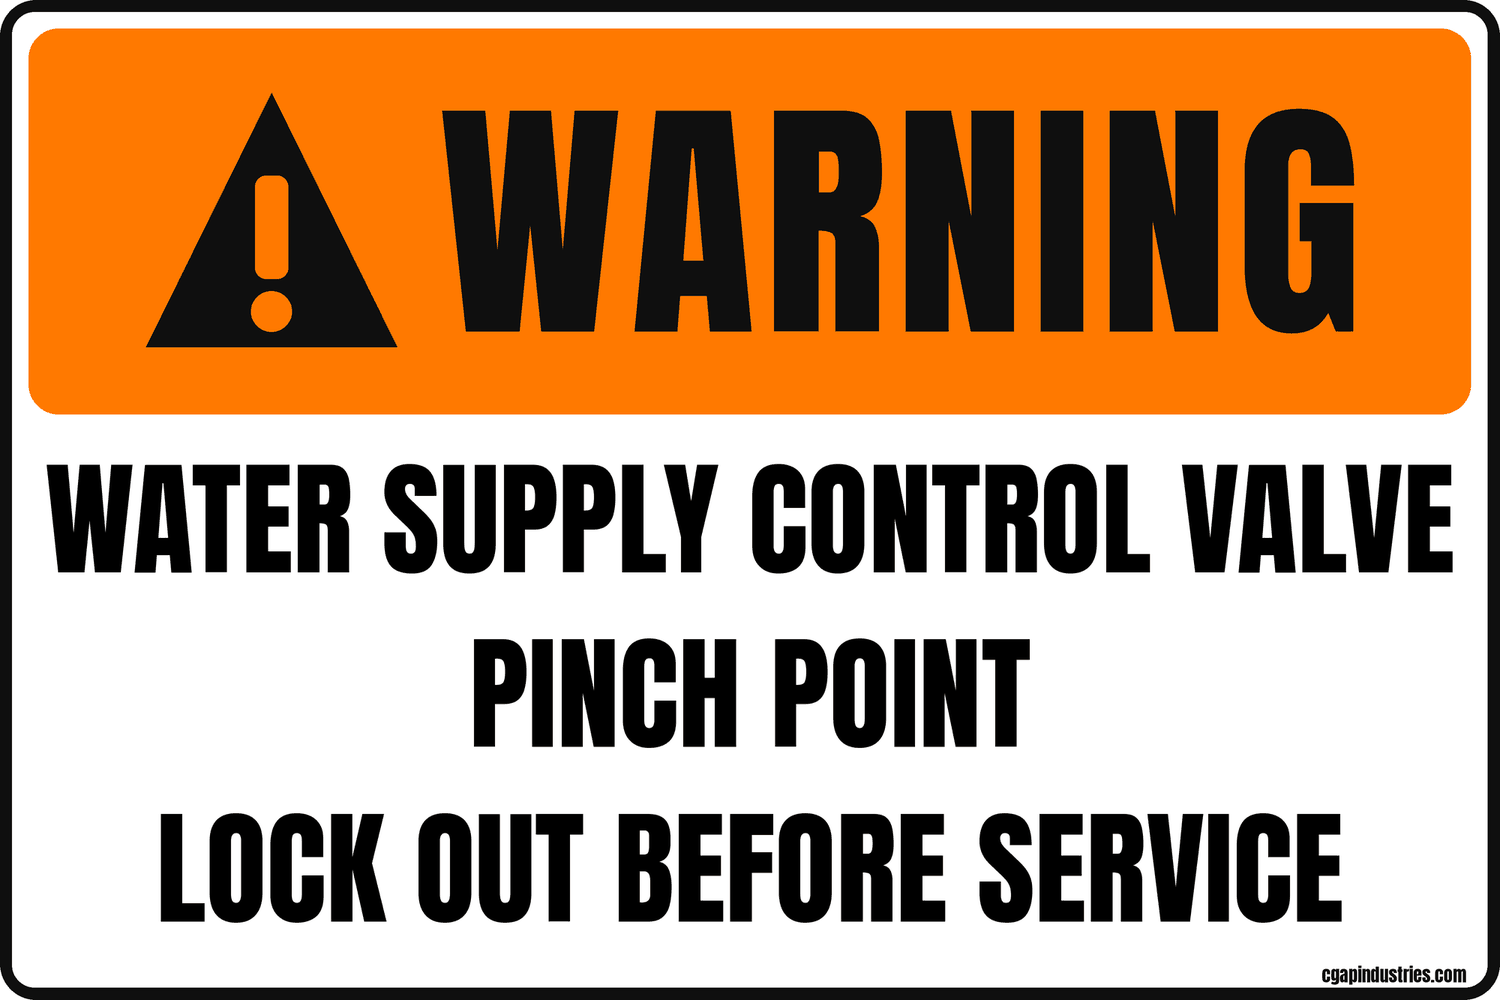 WARNING
WATER SUPPLY CONTROL VALVE
PINCH POINT
LOCK OUT BEFORE SERVICE
cgapindustries.com